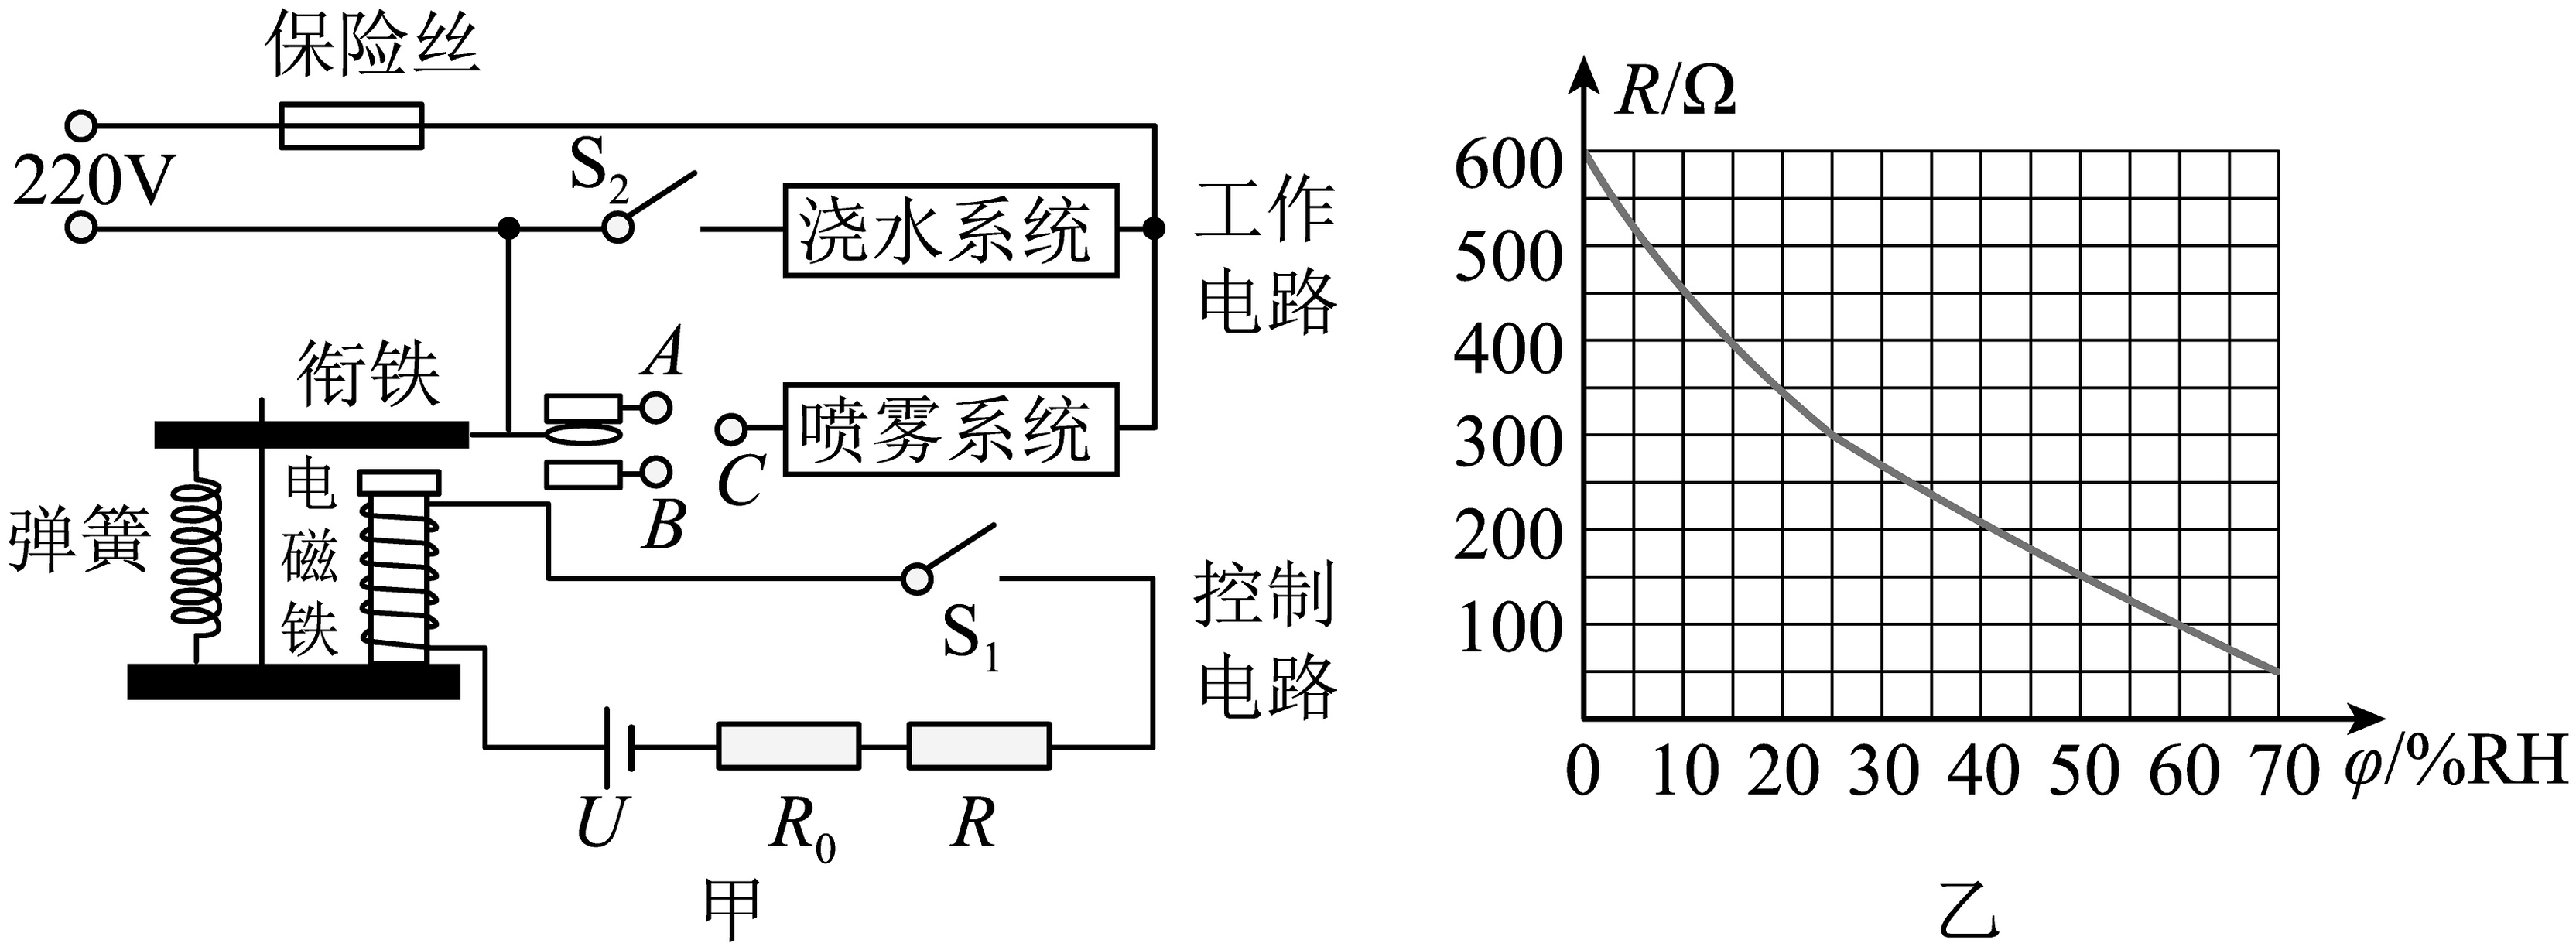 保险丝
220V
S₂
浇水系统
工作
电路
衔铁
A
B
C
喷雾系统
弹簧
电
磁
铁
S₁
控制
电路
U
R₀
R
甲
R/Ω
600
500
400
300
200
100
0 10 20 30 40 50 60 70 φ/%RH
乙